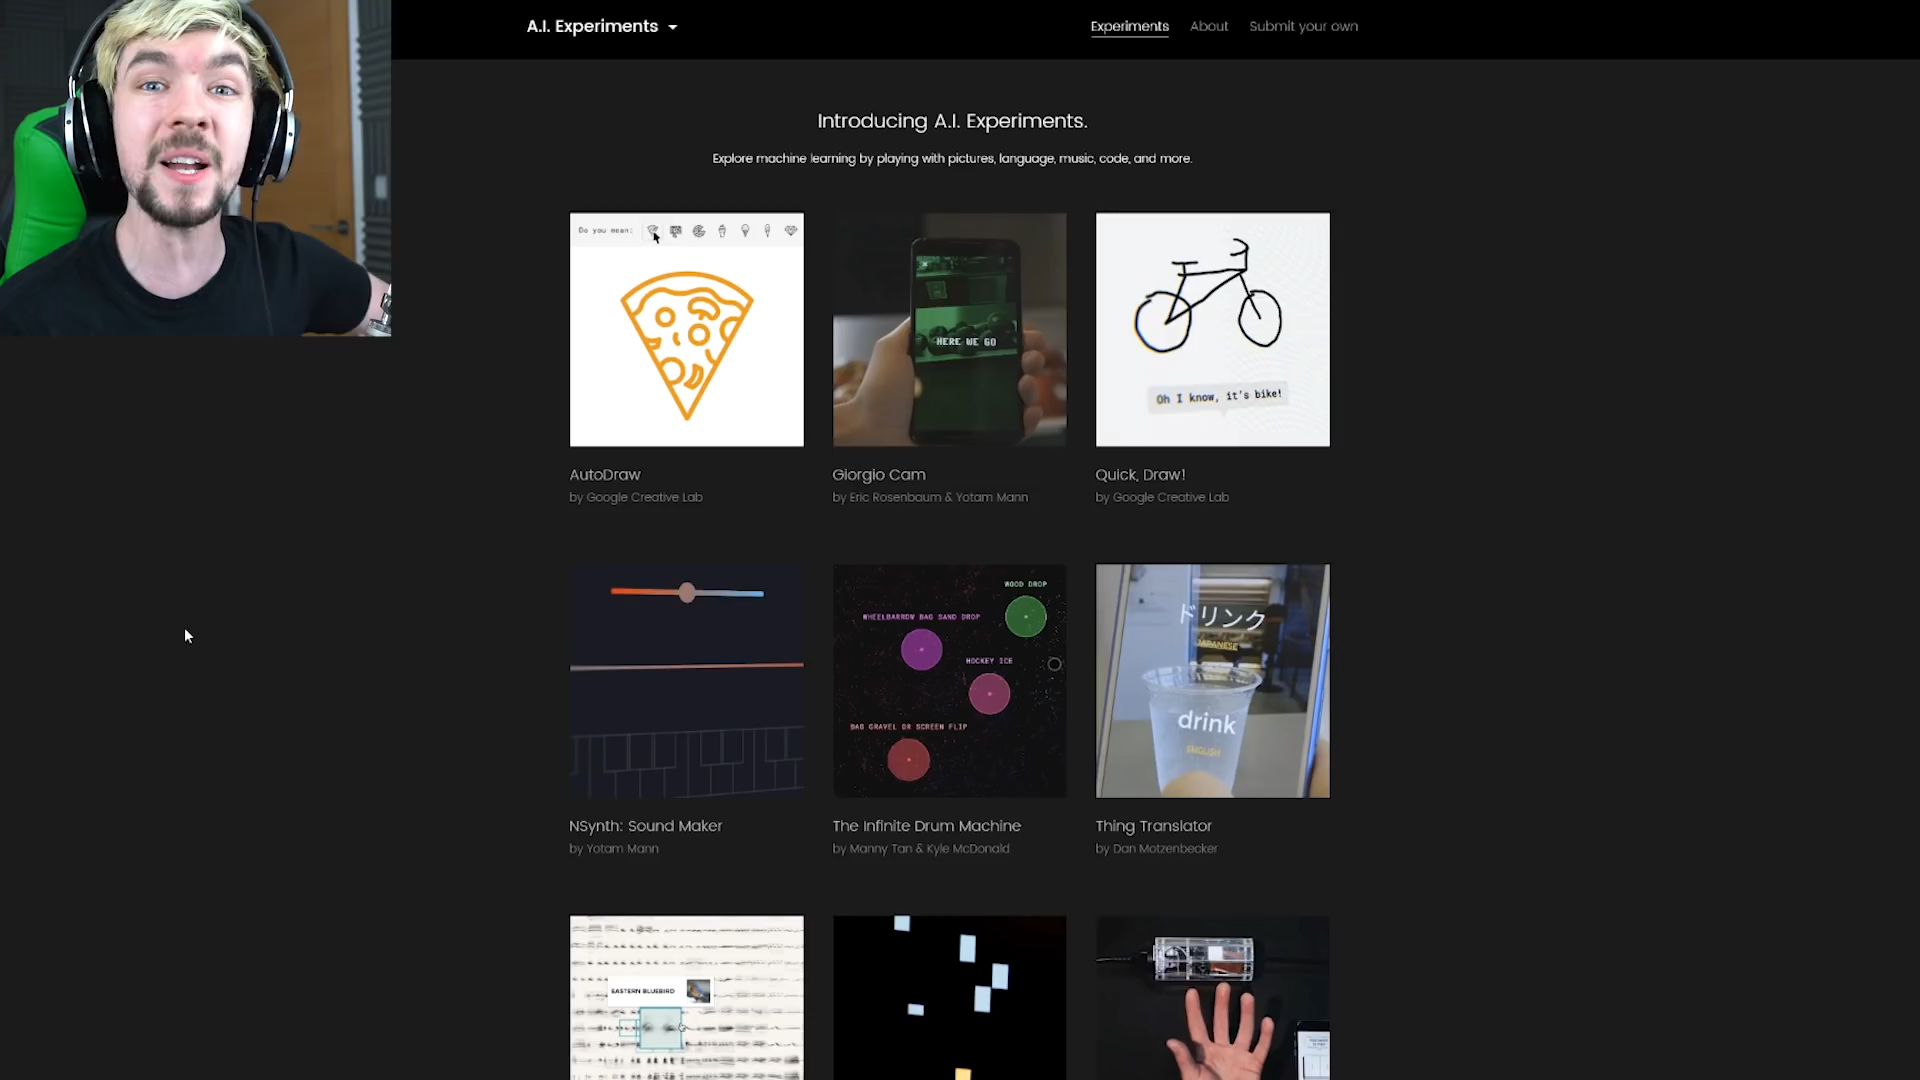 A.I. Experiments
Experiments
About
Submit your own
Introducing A.I. Experiments.
Explore machine learning by playing with pictures, language, music, code, and more.
Do you mean:
HERE WE GO
Oh I know, it's bike!
AutoDraw
by Google Creative Lab
Giorgio Cam
by Eric Rosenbaum & Yotam Mann
Quick, Draw!
by Google Creative Lab
WOOD DROP
WHEELBARROW BAG SAND DROP
HOCKEY ICE
BAG GRAVEL OR SCREEN FLIP
ドリンク
JAPANESE
drink
ENGLISH
NSynth: Sound Maker
by Yotam Mann
The Infinite Drum Machine
by Manny Tan & Kyle McDonald
Thing Translator
by Dan Motzenbecker
EASTERN BLUEBIRD